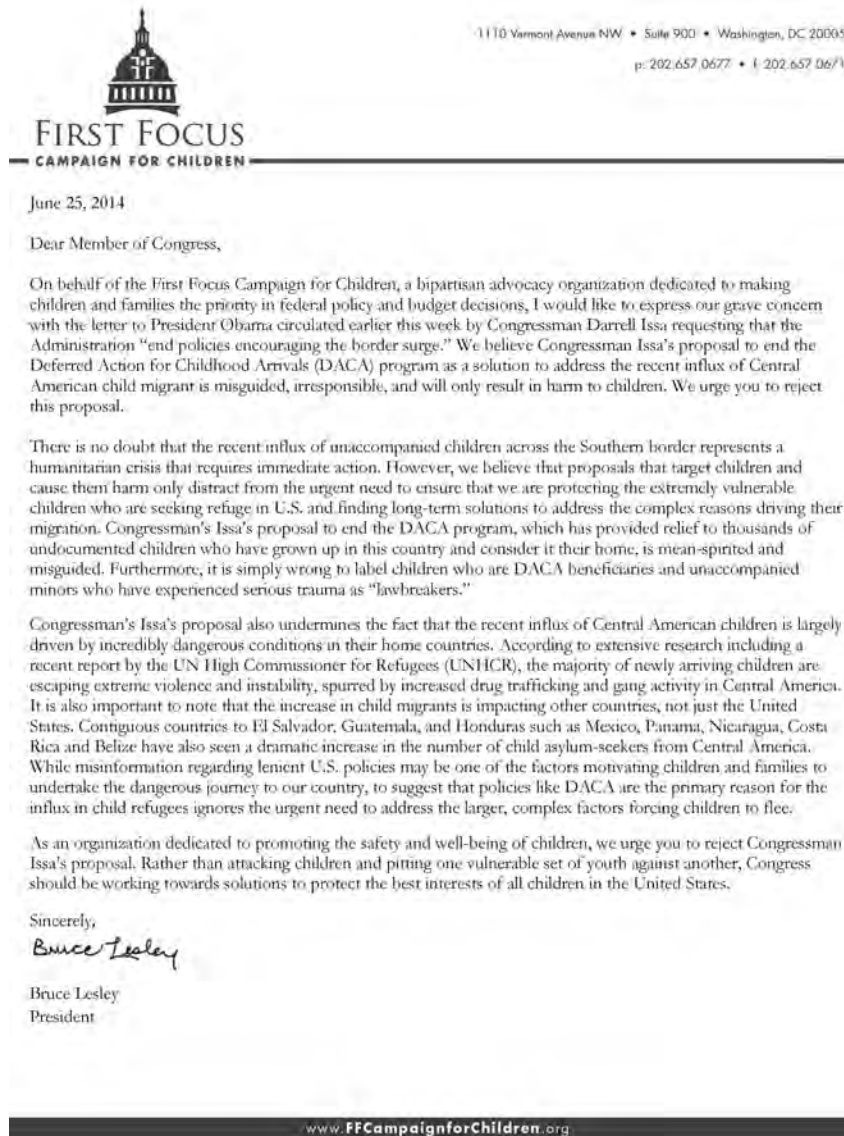 1110 Vermont Avenue NW • Suite 900 • Washington, DC 20005
p: 202.657.0677 • f: 202.657.067
FIRST FOCUS
CAMPAIGN FOR CHILDREN
June 25, 2014
Dear Member of Congress,
On behalf of the First Focus Campaign for Children, a bipartisan advocacy organization dedicated to making
children and families the priority in federal policy and budget decisions, I would like to express our grave concern
with the letter to President Obama circulated earlier this week by Congressman Darrell Issa requesting that the
Administration “end policies encouraging the border surge.” We believe Congressman Issa’s proposal to end the
Deferred Action for Childhood Arrivals (DACA) program as a solution to address the recent influx of Central
American child migrant is misguided, irresponsible, and will only result in harm to children. We urge you to reject
this proposal.
There is no doubt that the recent influx of unaccompanied children across the Southern border represents a
humanitarian crisis that requires immediate action. However, we believe that proposals that target children and
cause them harm only distract from the urgent need to ensure that we are protecting the extremely vulnerable
children who are seeking refuge in U.S. and finding long-term solutions to address the complex reasons driving their
migration. Congressman’s Issa’s proposal to end the DACA program, which has provided relief to thousands of
undocumented children who have grown up in this country and consider it their home, is mean-spirited and
misguided. Furthermore, it is simply wrong to label children who are DACA beneficiaries and unaccompanied
minors who have experienced serious trauma as “lawbreakers.”
Congressman’s Issa’s proposal also undermines the fact that the recent influx of Central American children is largely
driven by incredibly dangerous conditions in their home countries. According to extensive research including a
recent report by the UN High Commissioner for Refugees (UNHCR), the majority of newly arriving children are
escaping extreme violence and instability, spurred by increased drug trafficking and gang activity in Central America.
It is also important to note that the increase in child migrants is impacting other countries, not just the United
States. Contiguous countries to El Salvador, Guatemala, and Honduras such as Mexico, Panama, Nicaragua, Costa
Rica and Belize have also seen a dramatic increase in the number of child asylum-seekers from Central America.
While misinformation regarding lenient U.S. policies may be one of the factors motivating children and families to
undertake the dangerous journey to our country, to suggest that policies like DACA are the primary reason for the
influx in child refugees ignores the urgent need to address the larger, complex factors forcing children to flee.
As an organization dedicated to promoting the safety and well-being of children, we urge you to reject Congressman
Issa’s proposal. Rather than attacking children and pitting one vulnerable set of youth against another, Congress
should be working towards solutions to protect the best interests of all children in the United States.
Sincerely,
Bruce Lesley
Bruce Lesley
President
www.FFCampaignforChildren.org